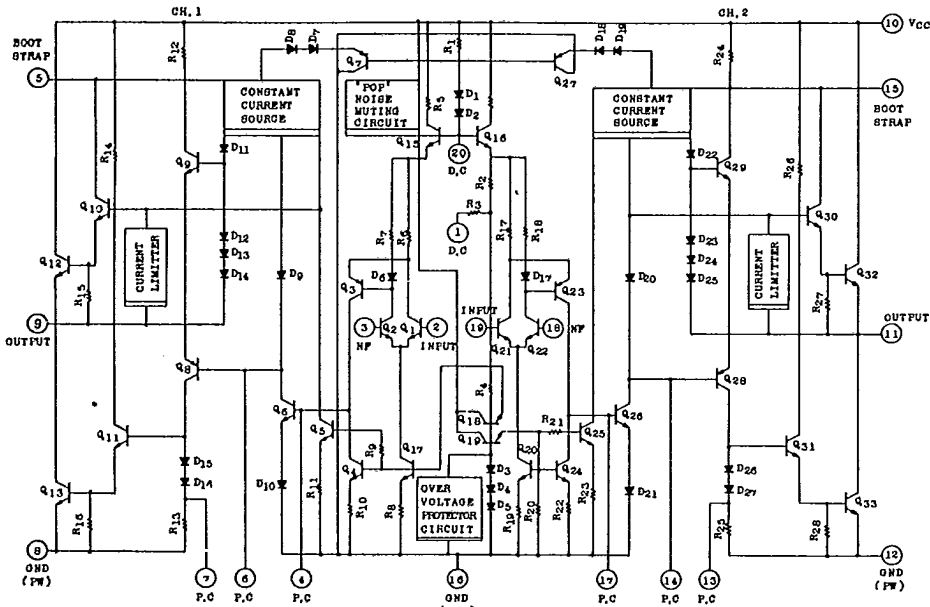 CH.1
CH.2
10 VCC
BOOT
STRAP
5
R12
D8
D7
Q7
R1
D18
D19
Q27
R24
15
BOOT
STRAP
CONSTANT
CURRENT
SOURCE
"POP"
NOISE
MUTING
CIRCUIT
R5
D1
D2
Q15
Q16
20
D.C
CONSTANT
CURRENT
SOURCE
R14
D11
Q9
D22
Q29
R26
R2
R3
1
D.C
Q10
Q30
R7
R6
R17
R18
Q12
R15
CURRENT
LIMITTER
D12
D13
D14
D9
Q3
D6
D17
Q23
D20
D23
D24
D25
CURRENT
LIMITTER
R27
Q32
9
OUTPUT
3
NF
Q2
Q1
2
INPUT
INPUT
19
Q21
18
NF
Q22
11
OUTPUT
Q8
Q6
Q5
R4
Q18
Q19
R21
Q25
Q26
Q28
Q11
R9
Q4
Q17
Q20
Q24
Q31
Q13
R16
D15
D14
R13
D10
R11
R10
R8
OVER
VOLTAGE
PROTECTOR
CIRCUIT
D3
D4
D5
R19
R20
R22
R23
D21
D26
D27
R25
R28
Q33
8
GND
(PW)
7
P.C
6
P.C
4
P.C
16
GND
17
P.C
14
P.C
13
P.C
12
GND
(PW)